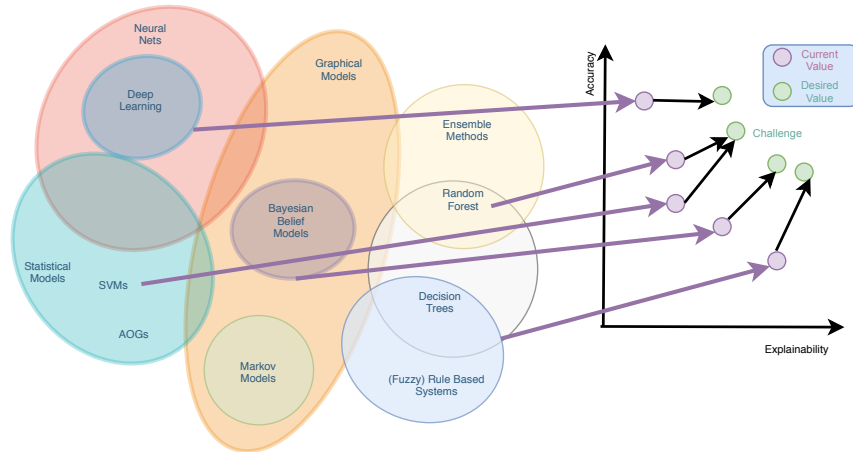 Neural
Nets
Deep
Learning
Graphical
Models
Ensemble
Methods
Random
Forest
Bayesian
Belief
Models
Statistical
Models
SVMs
AOGs
Markov
Models
Decision
Trees
(Fuzzy) Rule Based
Systems
Accuracy
Explainability
Current
Value
Desired
Value
Challenge